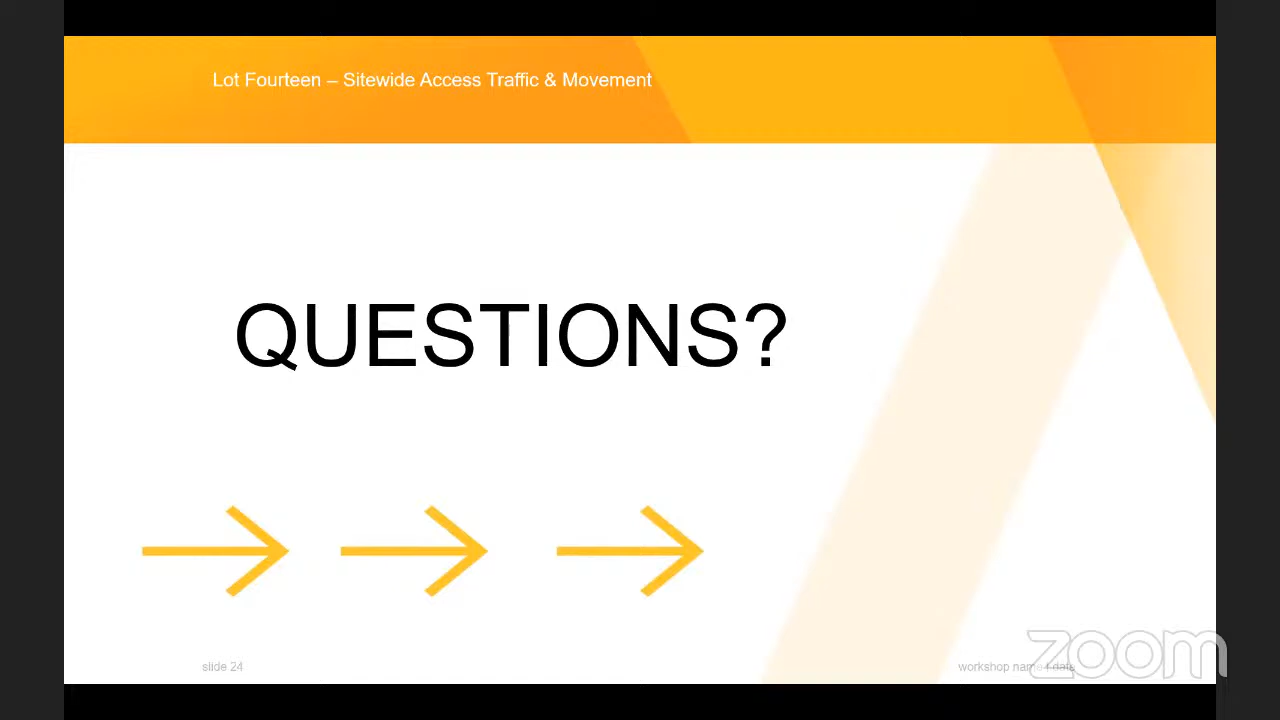 Lot Fourteen – Sitewide Access Traffic & Movement
QUESTIONS?
slide 24
workshop name I date
zoom